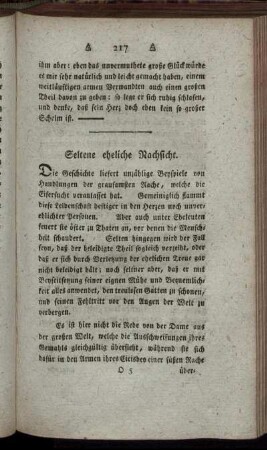 217
ihm aber: eben das unvermuthete große Glück würde
es mir sehr natürlich und leicht gemacht haben, einem
weitläuftigen armen Verwandten auch einen großen
Theil davon zu geben: so lege er sich ruhig schlafen,
und denke, daß sein Herz doch eben kein so großer
Schelm ist. —
Seltene eheliche Nachsicht.
Die Geschichte liefert unzählige Beyspiele von
Handlungen der grausamsten Rache, welche die
Eifersucht veranlasset hat. Gemeiniglich flammt
diese Leidenschaft heftiger in den Herzen noch unver-
ehlichter Personen. Aber auch unter Eheleuten
feuert sie öfter zu Thaten an, vor denen die Mensch-
heit schaudert. Selten hingegen wird der Fall
seyn, daß der beleidigte Theil sogleich verzeihet, oder
daß er sich durch Verletzung der ehelichen Treue gar
nicht beleidigt hält; noch seltner aber, daß er mit
Beyseitsetzung seiner eignen Mühe und Bequemlich-
keit alles anwendet, den treulosen Gatten zu schonen,
und seinen Fehltritt vor den Augen der Welt zu
verbergen.
Es ist hier nicht die Rede von der Dame aus
der großen Welt, welche die Ausschweifungen ihres
Gemahls gleichgültig übersieht, während sie sich
dafür in den Armen ihres Cicisbes einer süßen Rache
O 5 über-